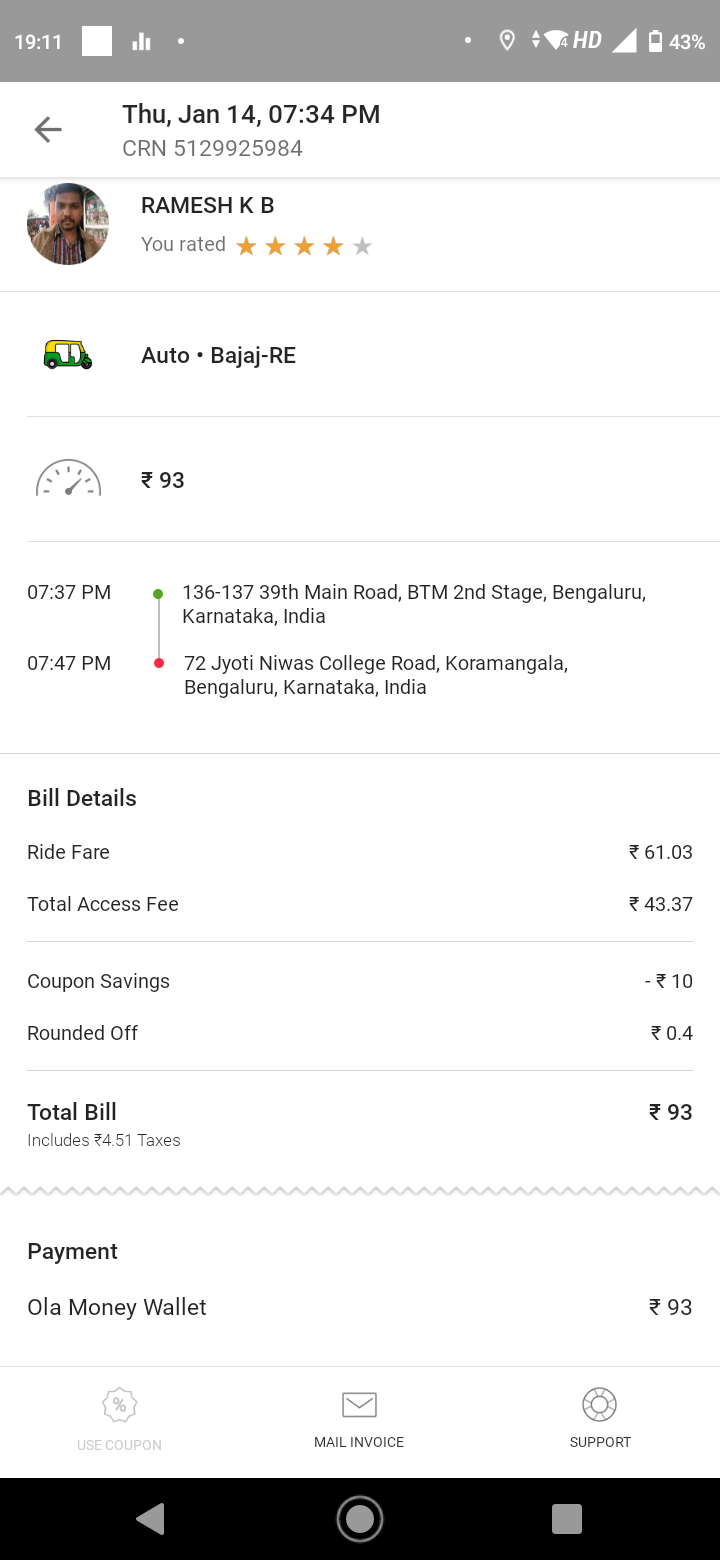 19:11
4 HD 43%
Thu, Jan 14, 07:34 PM
CRN 5129925984
RAMESH K B
You rated
Auto • Bajaj-RE
₹ 93
07:37 PM 136-137 39th Main Road, BTM 2nd Stage, Bengaluru,
Karnataka, India
07:47 PM 72 Jyoti Niwas College Road, Koramangala,
Bengaluru, Karnataka, India
Bill Details
Ride Fare ₹ 61.03
Total Access Fee ₹ 43.37
Coupon Savings - ₹ 10
Rounded Off ₹ 0.4
Total Bill ₹ 93
Includes ₹4.51 Taxes
Payment
Ola Money Wallet ₹ 93
%
USE COUPON MAIL INVOICE SUPPORT